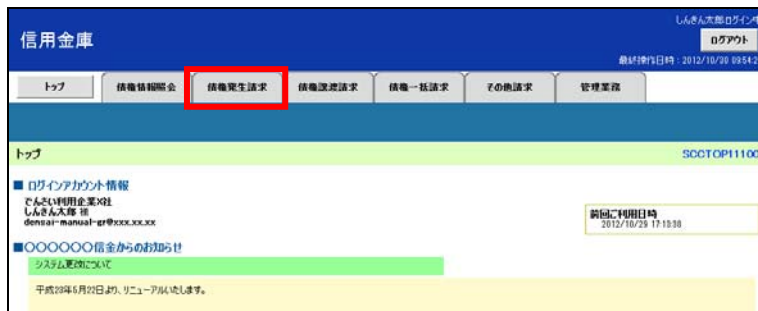 しんきん太郎ログイン中
信用金庫
ログアウト
最終操作日時：2012/10/30 09:54:2
トップ 債権情報照会 債権発生請求 債権譲渡請求 債権一括請求 その他請求 管理業務
トップ
SCCTOP11100
■ ログインアカウント情報
でんさい利用企業X社
しんきん太郎 様
densai-manual-gr@xxx.xx.xx
前回ご利用日時
2012/10/29 17:13:38
■〇〇〇〇〇〇信金からのお知らせ
システム更改について
平成28年5月22日より、リニューアルいたします。